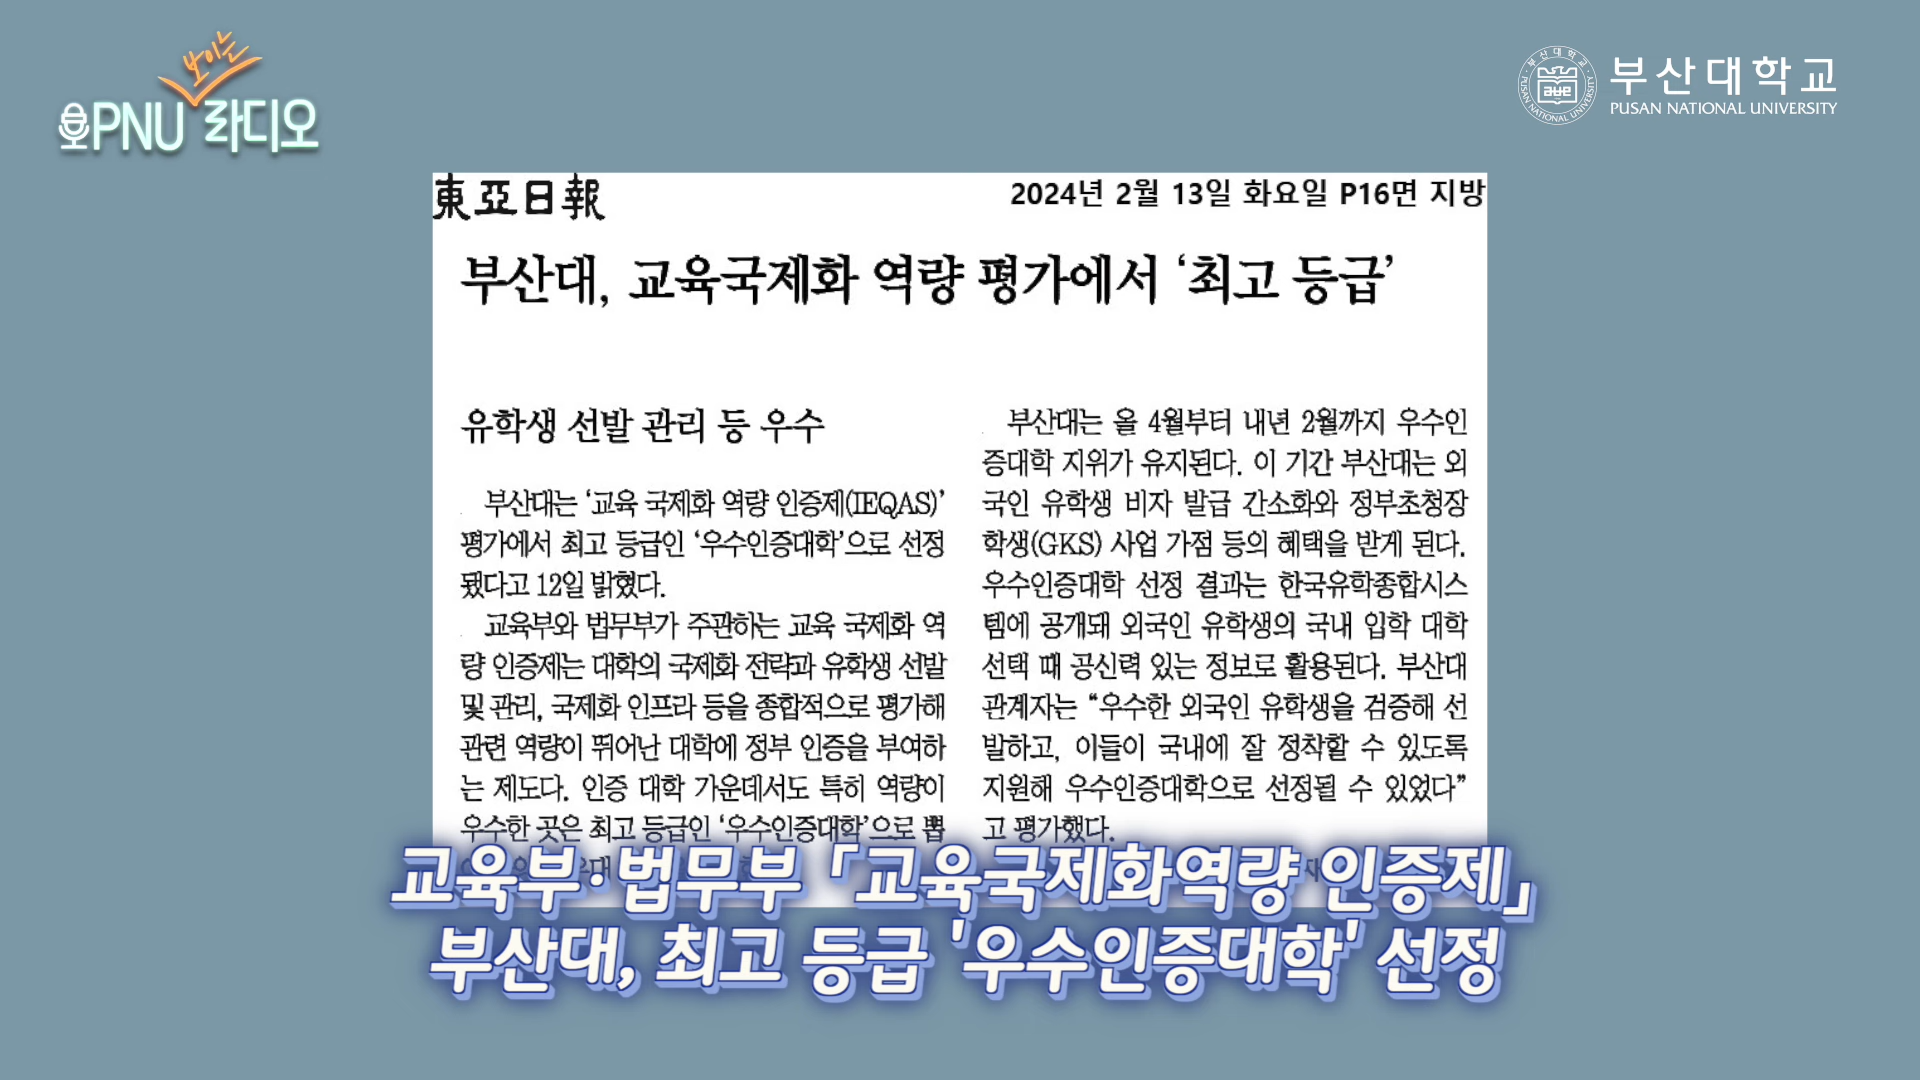 보이는
PNU 라디오
부산대학교
PUSAN NATIONAL UNIVERSITY
東亞日報
2024년 2월 13일 화요일 P16면 지방
부산대, 교육국제화 역량 평가에서 ‘최고 등급’
유학생 선발 관리 등 우수
부산대는 ‘교육 국제화 역량 인증제(IEQAS)’
평가에서 최고 등급인 ‘우수인증대학’으로 선정
됐다고 12일 밝혔다.
교육부와 법무부가 주관하는 교육 국제화 역
량 인증제는 대학의 국제화 전략과 유학생 선발
및 관리, 국제화 인프라 등을 종합적으로 평가해
관련 역량이 뛰어난 대학에 정부 인증을 부여하
는 제도다. 인증 대학 가운데서도 특히 역량이
우수한 곳은 최고 등급인 ‘우수인증대학’으로 뽑
부산대는 올 4월부터 내년 2월까지 우수인
증대학 지위가 유지된다. 이 기간 부산대는 외
국인 유학생 비자 발급 간소화와 정부초청장
학생(GKS) 사업 가점 등의 혜택을 받게 된다.
우수인증대학 선정 결과는 한국유학종합시스
템에 공개돼 외국인 유학생의 국내 입학 대학
선택 때 공신력 있는 정보로 활용된다. 부산대
관계자는 “우수한 외국인 유학생을 검증해 선
발하고, 이들이 국내에 잘 정착할 수 있도록
지원해 우수인증대학으로 선정될 수 있었다”
고 평가했다.
교육부·법무부 「교육국제화역량 인증제」
부산대, 최고 등급 '우수인증대학' 선정